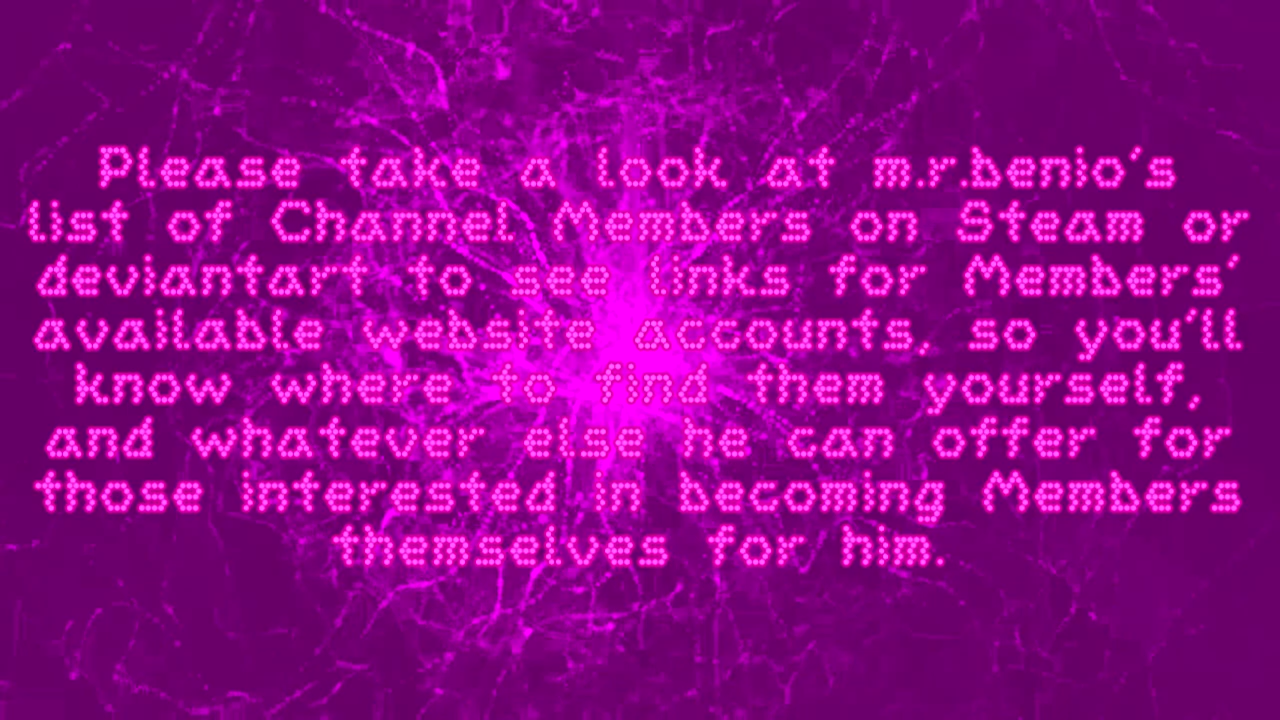 Please take a look at m.r.benio's
list of Channel Members on Steam or
deviantart to see links for Members'
available website accounts, so you'll
know where to find them yourself,
and whatever else he can offer for
those interested in becoming Members
themselves for him.